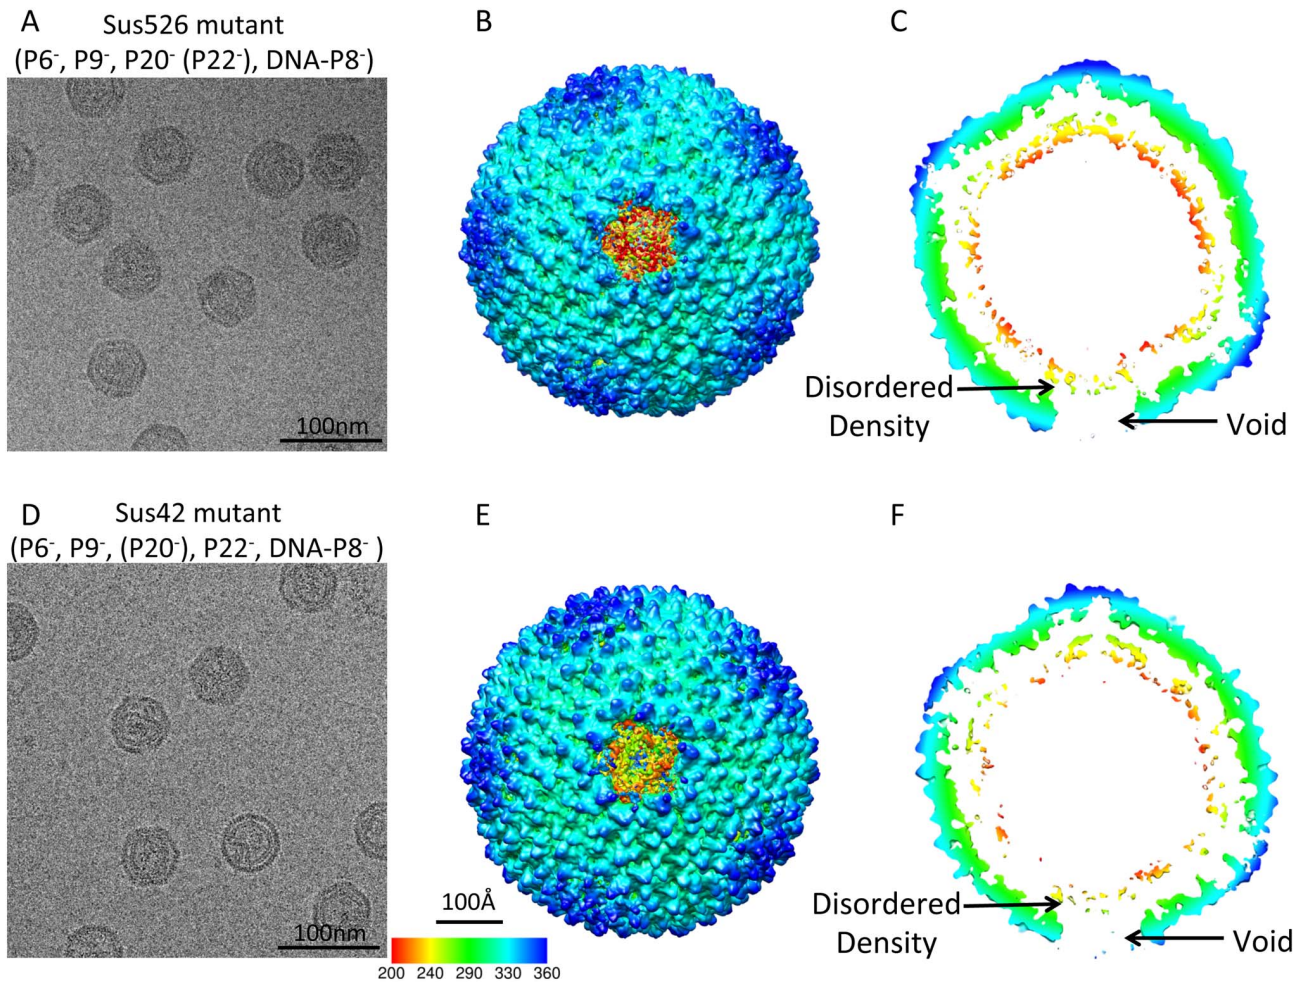 A
Sus526 mutant
(P6⁻, P9⁻, P20⁻ (P22⁻), DNA-P8⁻)
100nm
B
C
Disordered
Density
Void
D
Sus42 mutant
(P6⁻, P9⁻, (P20⁻), P22⁻, DNA-P8⁻ )
100nm
E
100Å
200 240 290 330 360
F
Disordered
Density
Void